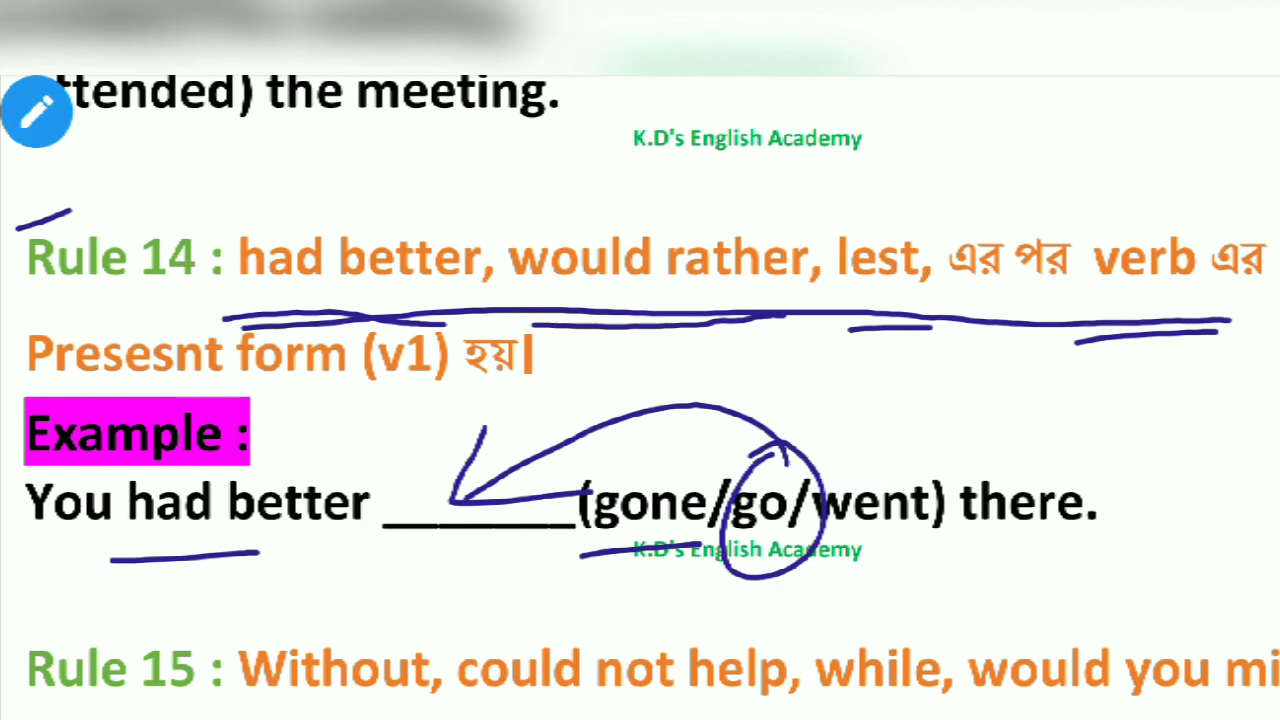 ttended) the meeting.
K.D's English Academy
Rule 14 : had better, would rather, lest, এর পর verb এর
Presesnt form (v1) হয়।
Example :
You had better ________(gone/go/went) there.
K.D's English Academy
Rule 15 : Without, could not help, while, would you mi